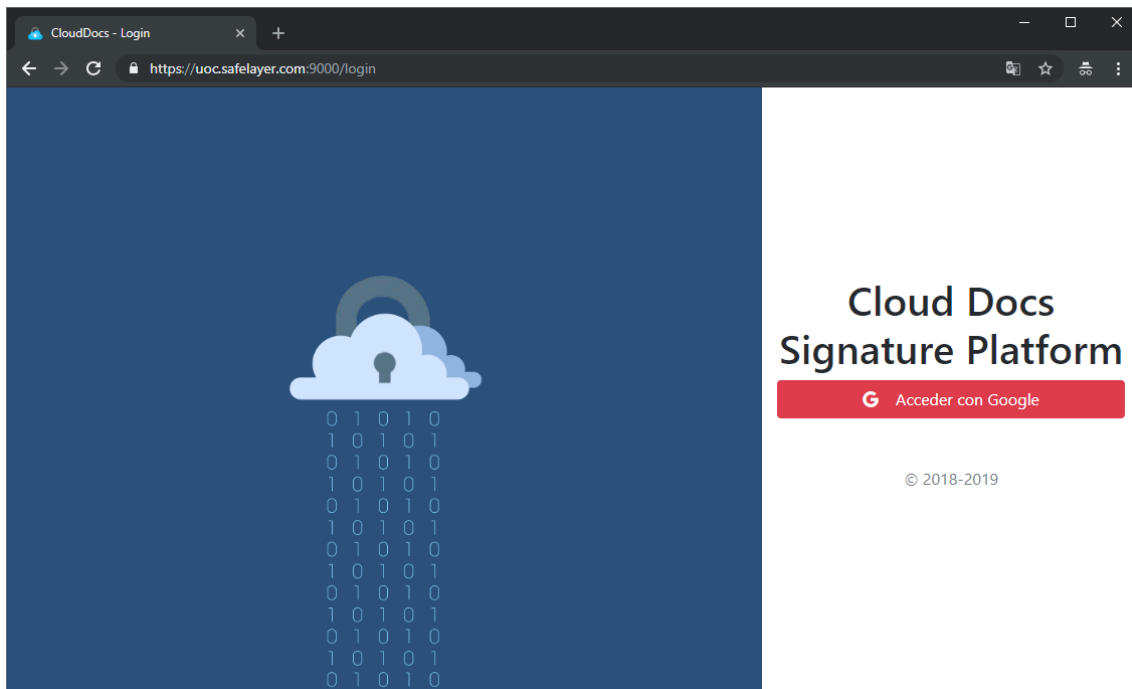 CloudDocs - Login
https://uoc.safelayer.com:9000/login
Cloud Docs
Signature Platform
G Acceder con Google
© 2018-2019
0 1 0 1 0
1 0 1 0 1
0 1 0 1 0
1 0 1 0 1
0 1 0 1 0
1 0 1 0 1
0 1 0 1 0
1 0 1 0 1
0 1 0 1 0
1 0 1 0 1
0 1 0 1 0
1 0 1 0 1
0 1 0 1 0